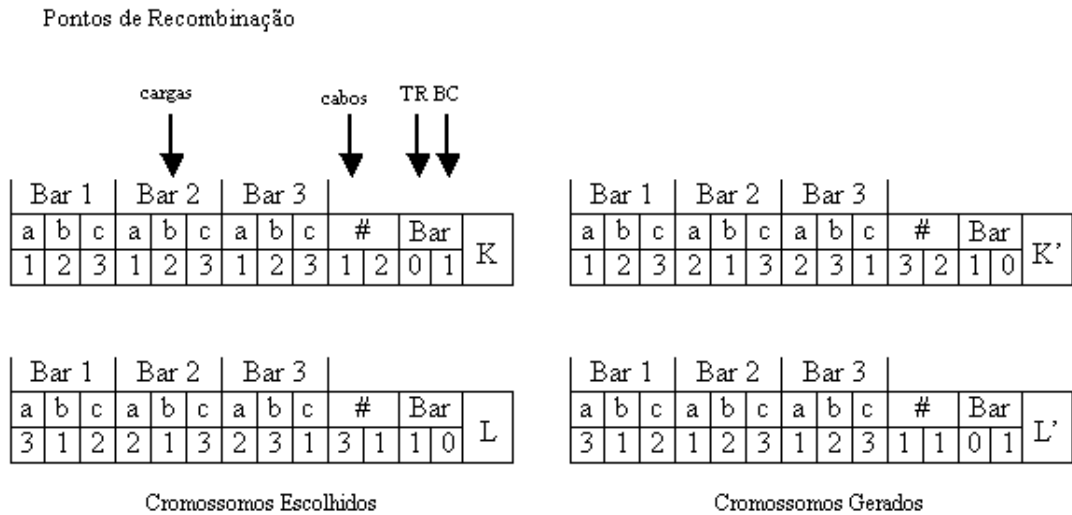 Pontos de Recombinação
cargas cabos TR BC
Bar 1 Bar 2 Bar 3
a b c a b c a b c # Bar K
1 2 3 1 2 3 1 2 3 1 2 0 1
Bar 1 Bar 2 Bar 3
a b c a b c a b c # Bar K'
1 2 3 2 1 3 2 3 1 3 2 1 0
Bar 1 Bar 2 Bar 3
a b c a b c a b c # Bar L
3 1 2 2 1 3 2 3 1 3 1 1 0
Bar 1 Bar 2 Bar 3
a b c a b c a b c # Bar L'
3 1 2 1 2 3 1 2 3 1 1 0 1
Cromossomos Escolhidos
Cromossomos Gerados